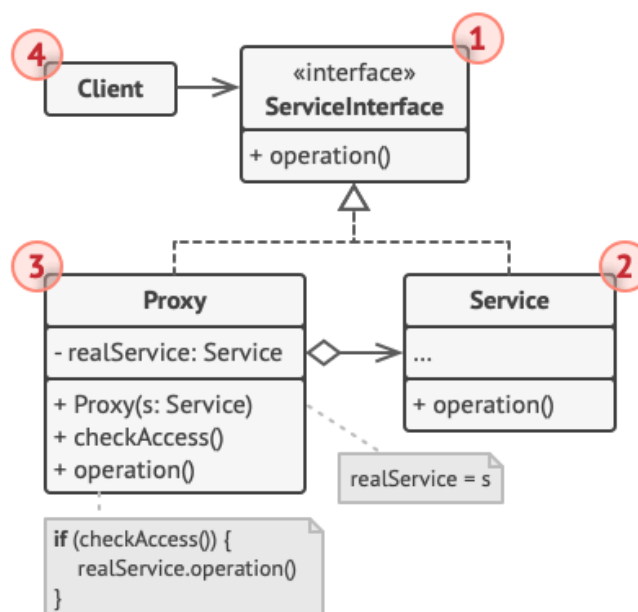 1
4
«interface»
Client
ServiceInterface
+ operation()
3
2
Proxy
Service
- realService: Service
...
+ Proxy(s: Service)
+ operation()
+ checkAccess()
+ operation()
realService = s
if (checkAccess()) {
realService.operation()
}